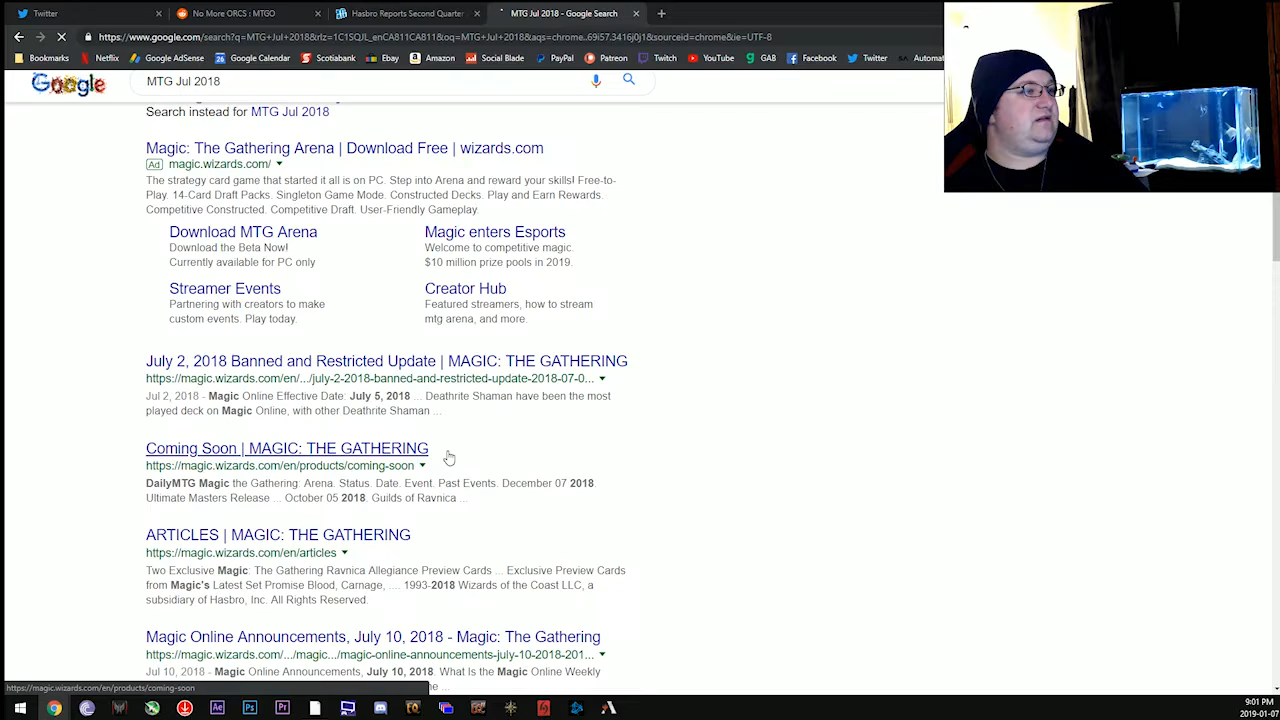 Twitter
No More ORCS : MTGO
Hasbro Reports Second Quarter
MTG Jul 2018 - Google Search
https://www.google.com/search?q=MTG+Jul+2018&rlz=1C1SQJL_enCA811CA811&oq=MTG+Jul+2018&aqs=chrome..69i57.3416j0j1&sourceid=chrome&ie=UTF-8
Bookmarks Netflix Google AdSense Google Calendar Scotiabank Ebay Amazon Social Blade PayPal Patreon Twitch YouTube GAB Facebook Twitter Automat
Google
MTG Jul 2018
Search instead for MTG Jul 2018
Magic: The Gathering Arena | Download Free | wizards.com
Ad magic.wizards.com/
The strategy card game that started it all is on PC. Step into Arena and reward your skills! Free-to-
Play. 14-Card Draft Packs. Singleton Game Mode. Constructed Decks. Play and Earn Rewards.
Competitive Constructed. Competitive Draft. User-Friendly Gameplay.
Download MTG Arena
Download the Beta Now!
Currently available for PC only
Magic enters Esports
Welcome to competitive magic.
$10 million prize pools in 2019.
Streamer Events
Partnering with creators to make
custom events. Play today.
Creator Hub
Featured streamers, how to stream
mtg arena, and more.
July 2, 2018 Banned and Restricted Update | MAGIC: THE GATHERING
https://magic.wizards.com/en/.../july-2-2018-banned-and-restricted-update-2018-07-0...
Jul 2, 2018 - Magic Online Effective Date: July 5, 2018 ... Deathrite Shaman have been the most
played deck on Magic Online, with other Deathrite Shaman ...
Coming Soon | MAGIC: THE GATHERING
https://magic.wizards.com/en/products/coming-soon
DailyMTG Magic the Gathering: Arena. Status. Date. Event. Past Events. December 07 2018.
Ultimate Masters Release ... October 05 2018. Guilds of Ravnica ...
ARTICLES | MAGIC: THE GATHERING
https://magic.wizards.com/en/articles
Two Exclusive Magic: The Gathering Ravnica Allegiance Preview Cards ... Exclusive Preview Cards
from Magic's Latest Set Promise Blood, Carnage, .... 1993-2018 Wizards of the Coast LLC, a
subsidiary of Hasbro, Inc. All Rights Reserved.
Magic Online Announcements, July 10, 2018 - Magic: The Gathering
https://magic.wizards.com/.../magic.../magic-online-announcements-july-10-2018-201...
Jul 10, 2018 - Magic Online Announcements, July 10, 2018. What Is the Magic Online Weekly
https://magic.wizards.com/en/products/coming-soon
ne ...
Ae Ps Pr
9:01 PM
2019-01-07